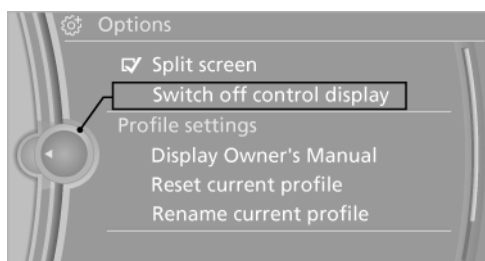 Options
Split screen
Switch off control display
Profile settings
Display Owner's Manual
Reset current profile
Rename current profile